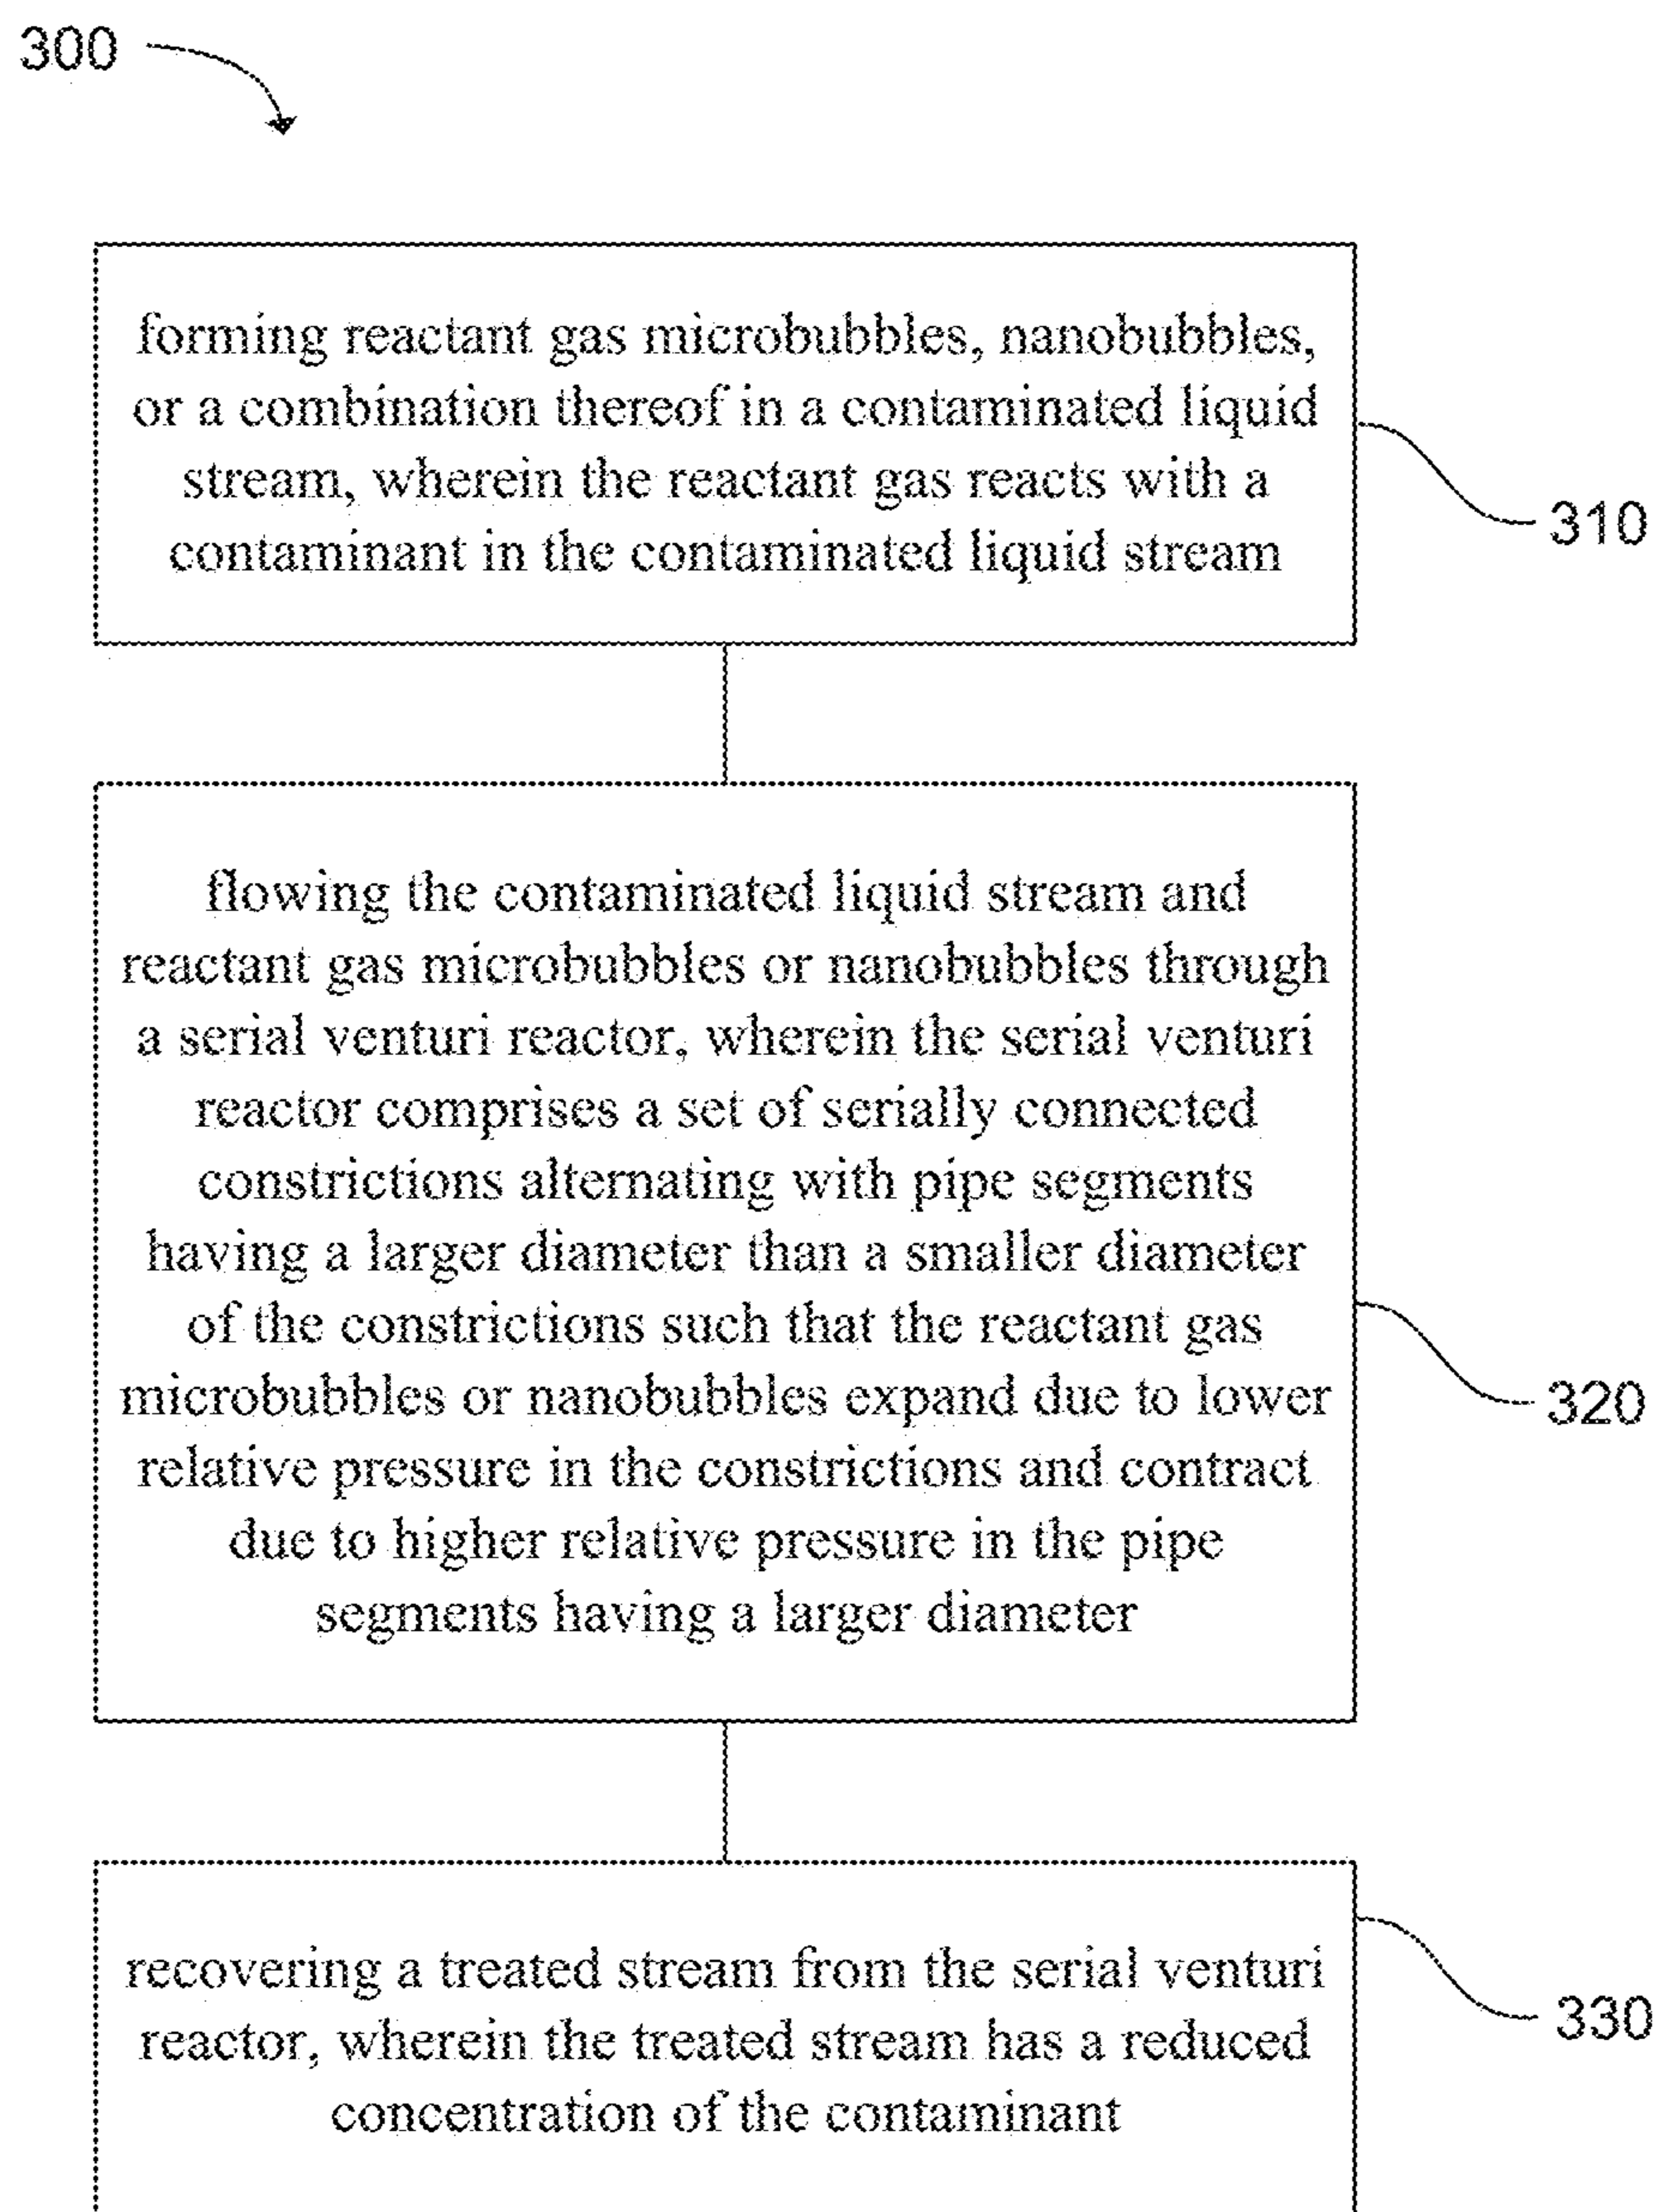 300
forming reactant gas microbubbles, nanobubbles,
or a combination thereof in a contaminated liquid
stream, wherein the reactant gas reacts with a
contaminant in the contaminated liquid stream
310
flowing the contaminated liquid stream and
reactant gas microbubbles or nanobubbles through
a serial venturi reactor, wherein the serial venturi
reactor comprises a set of serially connected
constrictions alternating with pipe segments
having a larger diameter than a smaller diameter
of the constrictions such that the reactant gas
microbubbles or nanobubbles expand due to lower
relative pressure in the constrictions and contract
due to higher relative pressure in the pipe
segments having a larger diameter
320
recovering a treated stream from the serial venturi
reactor, wherein the treated stream has a reduced
concentration of the contaminant
330